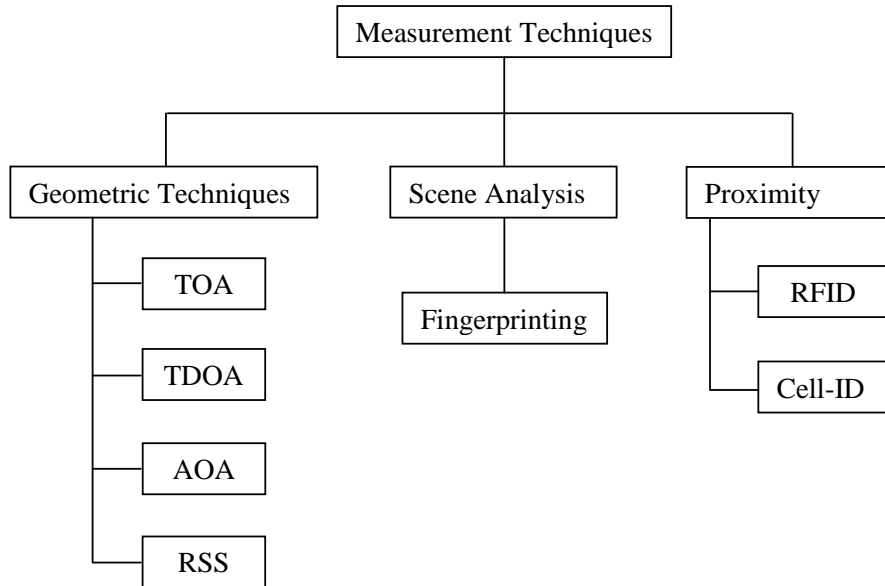 Measurement Techniques
Geometric Techniques
Scene Analysis
Proximity
TOA
TDOA
AOA
RSS
Fingerprinting
RFID
Cell-ID